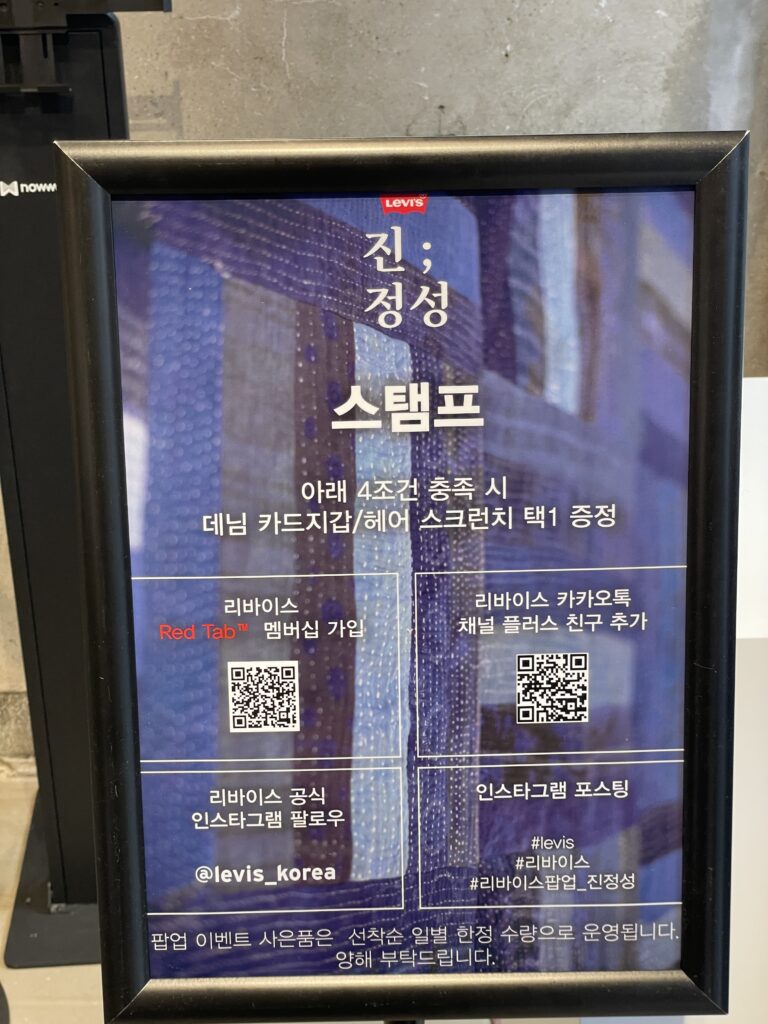 noww
LEVI'S
진;
정성
스탬프
아래 4조건 충족 시
데님 카드지갑/헤어 스크런치 택1 증정
리바이스
Red Tab™ 멤버십 가입
리바이스 카카오톡
채널 플러스 친구 추가
리바이스 공식
인스타그램 팔로우
@levis_korea
인스타그램 포스팅
#levis
#리바이스
#리바이스팝업_진정성
팝업 이벤트 사은품은 선착순 일별 한정 수량으로 운영됩니다.
양해 부탁드립니다.